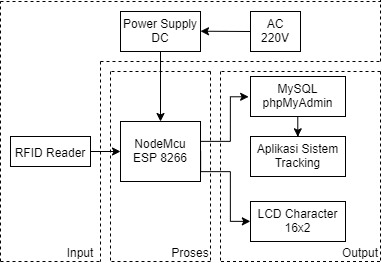 Power Supply
DC
AC
220V
MySQL
phpMyAdmin
RFID Reader
NodeMcu
ESP 8266
Aplikasi Sistem
Tracking
LCD Character
16x2
Input
Proses
Output